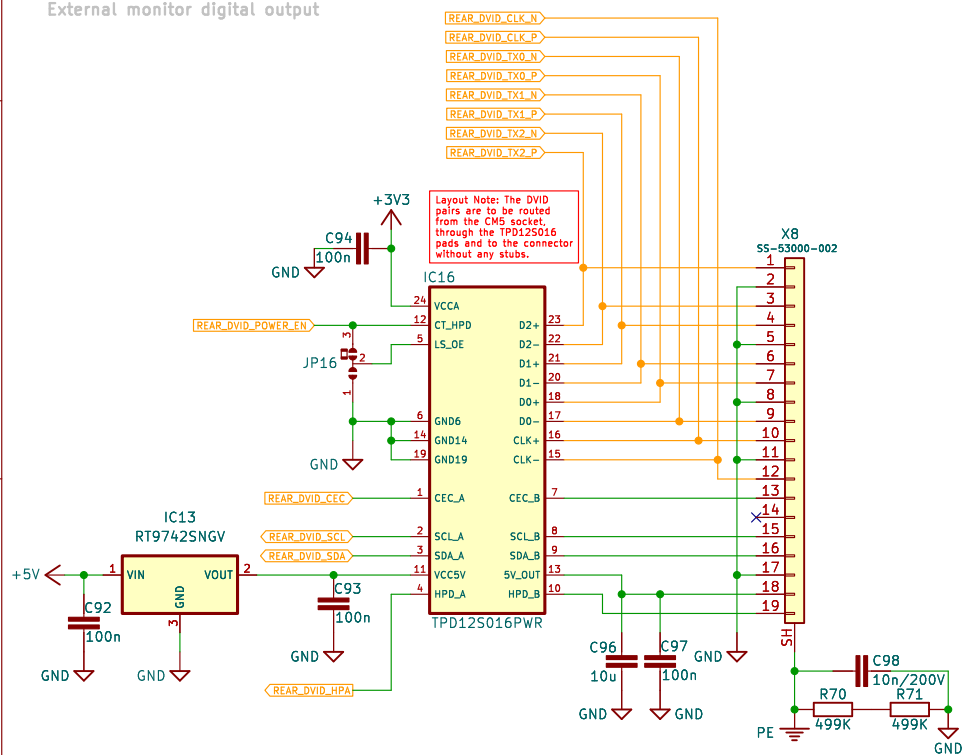 External monitor digital output
REAR_DVID_CLK_N
REAR_DVID_CLK_P
REAR_DVID_TX0_N
REAR_DVID_TX0_P
REAR_DVID_TX1_N
REAR_DVID_TX1_P
REAR_DVID_TX2_N
REAR_DVID_TX2_P
Layout Note: The DVID
pairs are to be routed
from the CM5 socket,
through the TPD12S016
pads and to the connector
without any stubs.
+3V3
C94
100n
GND
IC16
24 VCCA
12 CT_HPD
5 LS_OE
6 GND6
14 GND14
19 GND19
1 CEC_A
2 SCL_A
3 SDA_A
11 VCC5V
4 HPD_A
D2+ 23
D2- 22
D1+ 21
D1- 20
D0+ 18
D0- 17
CLK+ 16
CLK- 15
CEC_B 7
SCL_B 8
SDA_B 9
5V_OUT 13
HPD_B 10
TPD12S016PWR
REAR_DVID_POWER_EN
JP16
3
2
1
GND
REAR_DVID_CEC
REAR_DVID_SCL
REAR_DVID_SDA
REAR_DVID_HPA
IC13
RT9742SNGV
+5V
1 VIN
VOUT 2
GND
3
C92
100n
GND
GND
C93
100n
GND
X8
SS-53000-002
1
2
3
4
5
6
7
8
9
10
11
12
13
14
15
16
17
18
19
SH
C96
10u
GND
C97
100n
GND
GND
C98
10n/200V
R70
499K
R71
499K
PE
GND